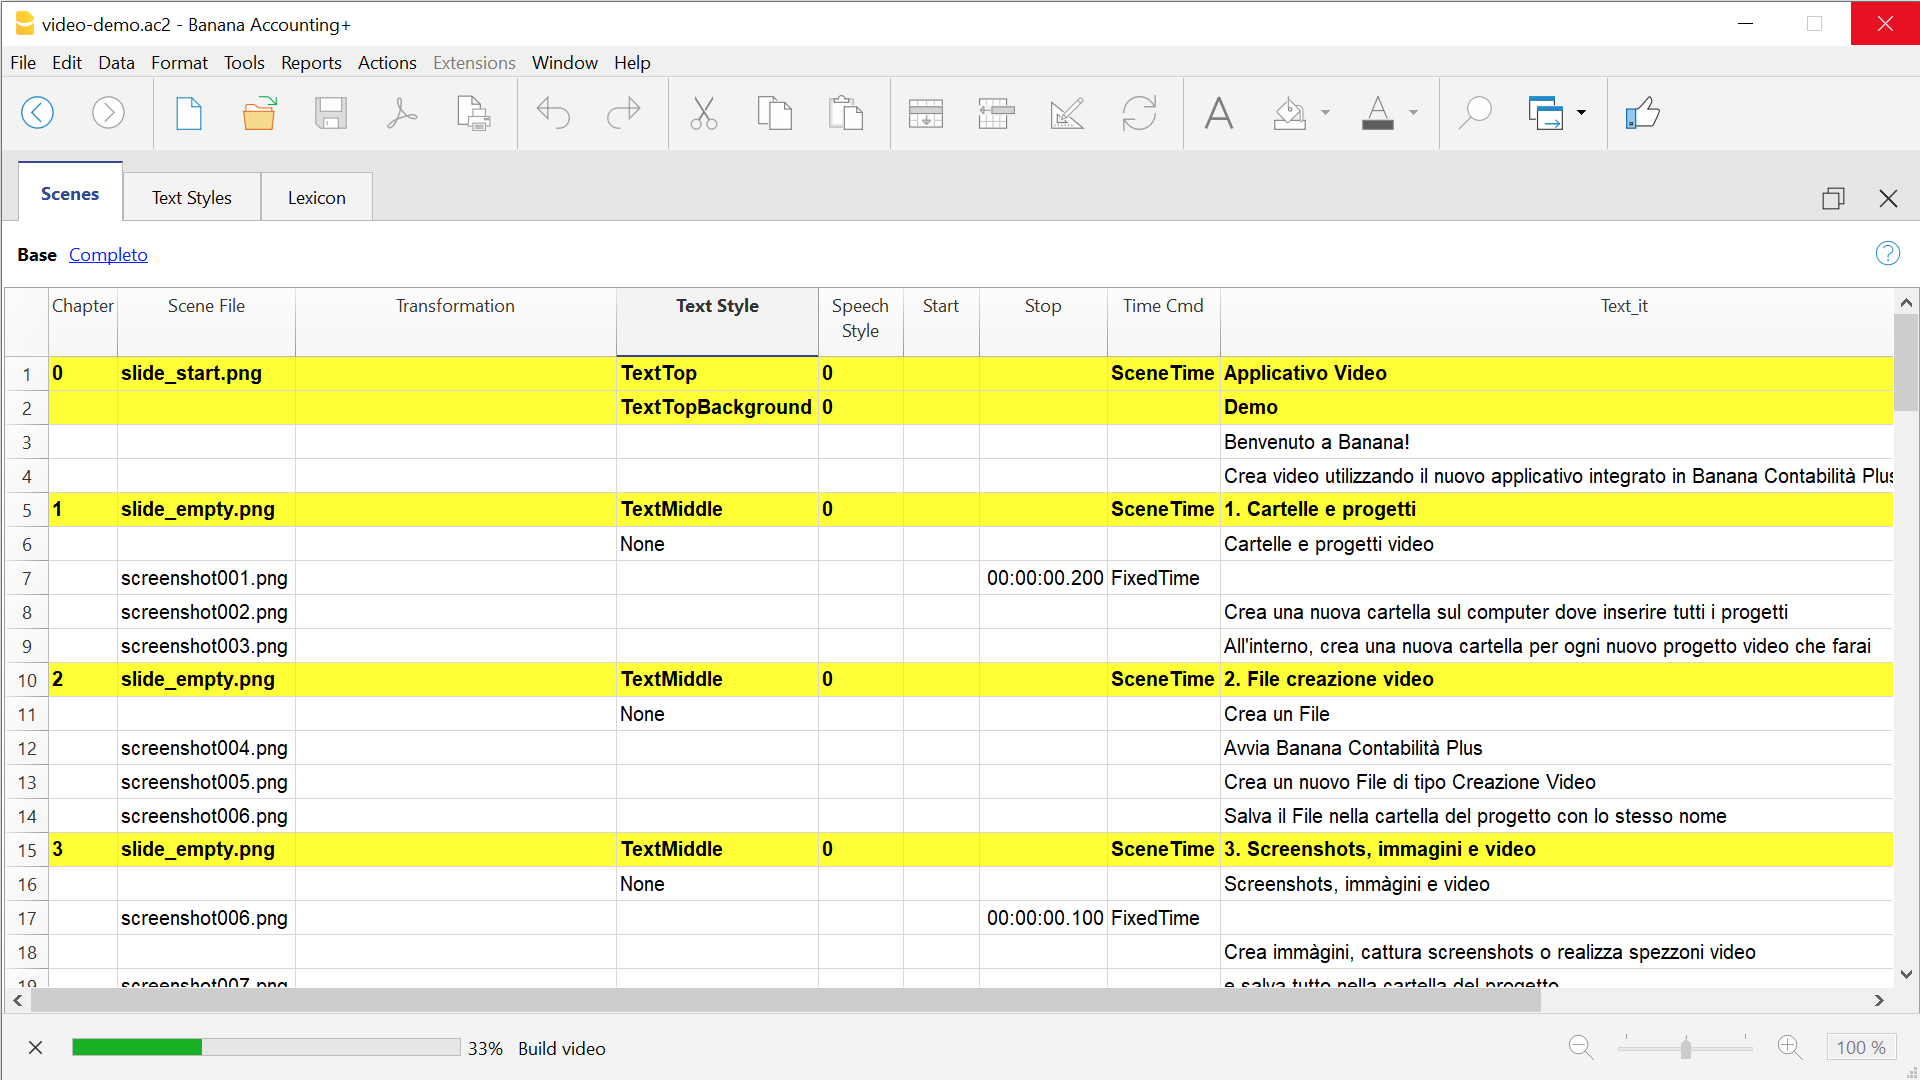 video-demo.ac2 - Banana Accounting+
File Edit Data Format Tools Reports Actions Extensions Window Help
Scenes Text Styles Lexicon
Base Completo
Chapter Scene File Transformation Text Style Speech Style Start Stop Time Cmd Text_it
1 0 slide_start.png TextTop 0 SceneTime Applicativo Video
2 TextTopBackground 0 Demo
3 Benvenuto a Banana!
4 Crea video utilizzando il nuovo applicativo integrato in Banana Contabilità Plus
5 1 slide_empty.png TextMiddle 0 SceneTime 1. Cartelle e progetti
6 None Cartelle e progetti video
7 screenshot001.png 00:00:00.200 FixedTime
8 screenshot002.png Crea una nuova cartella sul computer dove inserire tutti i progetti
9 screenshot003.png All'interno, crea una nuova cartella per ogni nuovo progetto video che farai
10 2 slide_empty.png TextMiddle 0 SceneTime 2. File creazione video
11 None Crea un File
12 screenshot004.png Avvia Banana Contabilità Plus
13 screenshot005.png Crea un nuovo File di tipo Creazione Video
14 screenshot006.png Salva il File nella cartella del progetto con lo stesso nome
15 3 slide_empty.png TextMiddle 0 SceneTime 3. Screenshots, immagini e video
16 None Screenshots, immàgini e video
17 screenshot006.png 00:00:00.100 FixedTime
18 Crea immàgini, cattura screenshots o realizza spezzoni video
19 screenshot007.png e salva tutto nella cartella del progetto
33% Build video 100 %